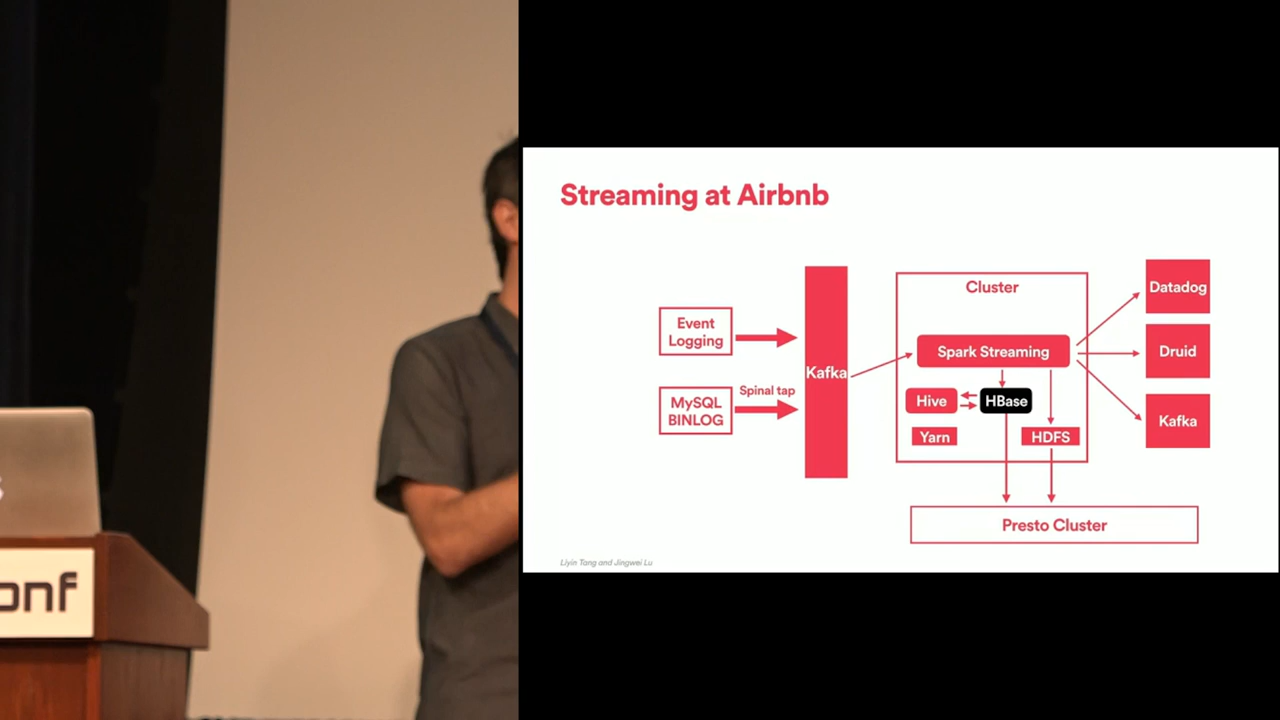 Streaming at Airbnb
Event
Logging
MySQL
BINLOG
Spinal tap
Kafka
Cluster
Spark Streaming
Hive
HBase
Yarn
HDFS
Datadog
Druid
Kafka
Presto Cluster
Liyin Tang and Jingwei Lu
onf